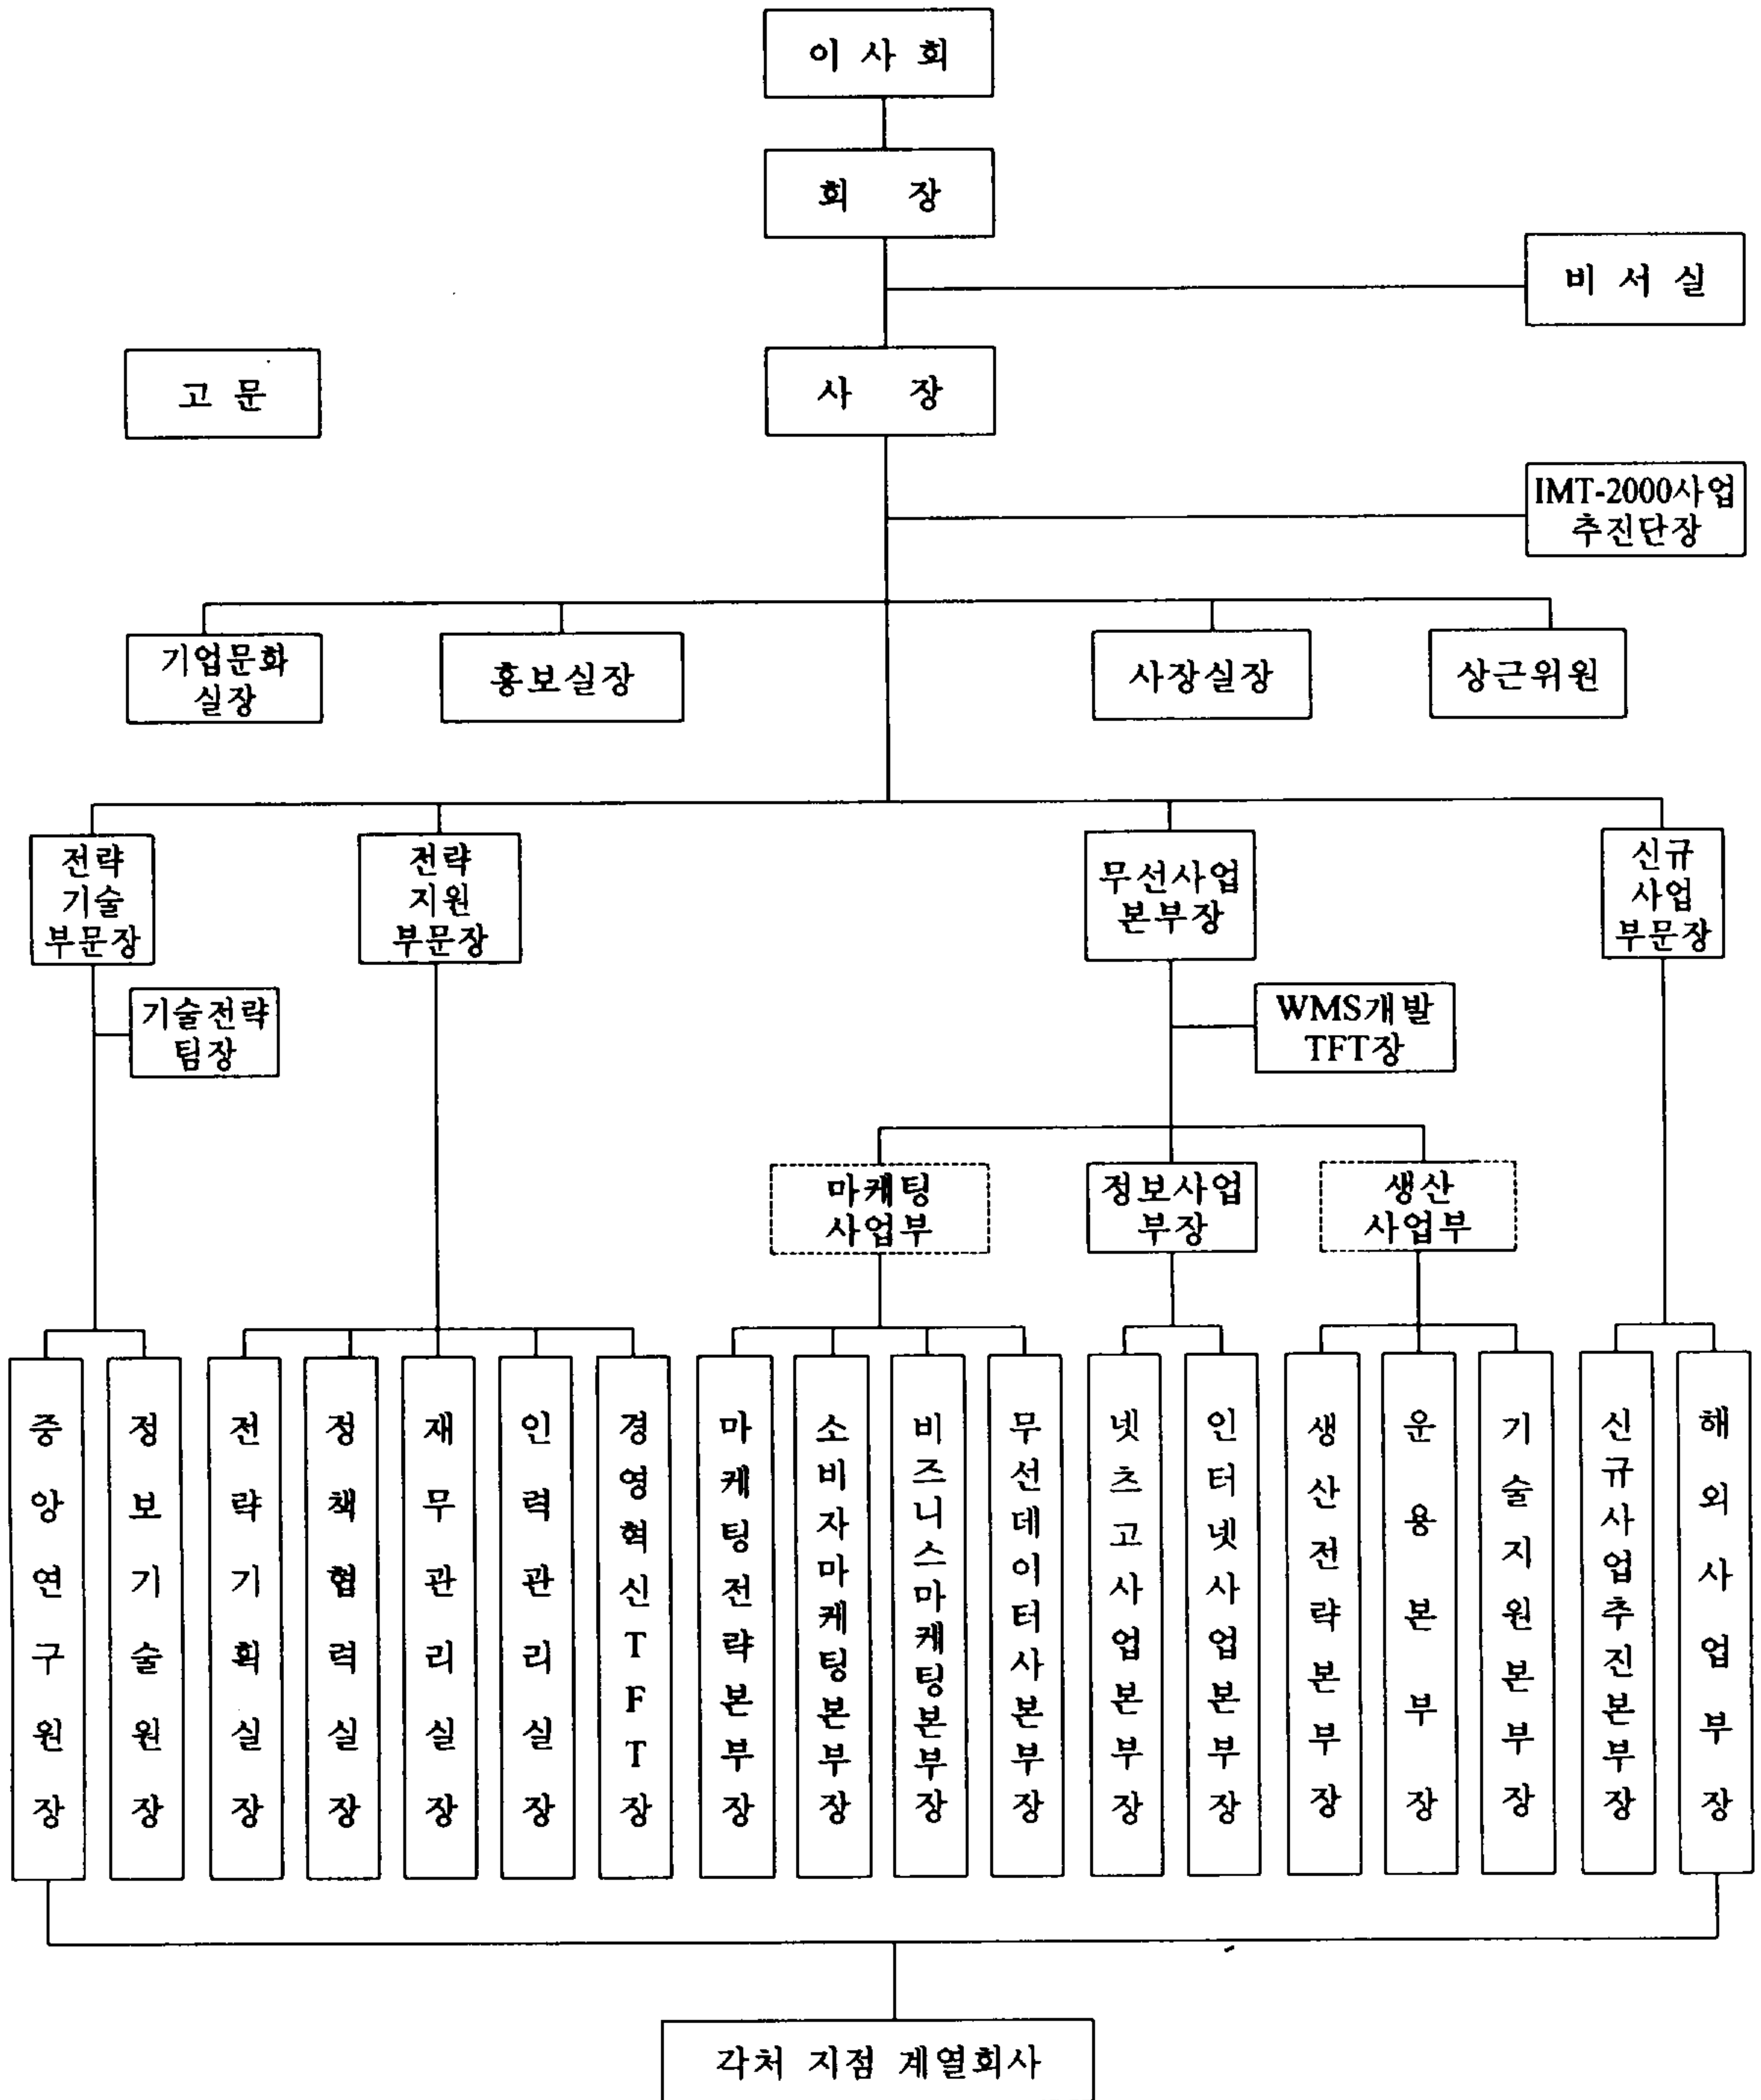 이 사 회
회 장
비 서 실
고 문
사 장
IMT-2000사업
추진단장
기업문화
실장
홍보실장
사장실장
상근위원
전략
기술
부문장
전략
지원
부문장
무선사업
본부장
신규
사업
부문장
기술전략
팀장
WMS개발
TFT장
마케팅
사업부
정보사업
부장
생산
사업부
중앙연구원장
정보기술원장
전략기획실장
정책협력실장
재무관리실장
인력관리실장
경영혁신TFT장
마케팅전략본부장
소비자마케팅본부장
비즈니스마케팅본부장
무선데이터사본부장
넷츠고사업본부장
인터넷사업본부장
생산전략본부장
운용본부장
기술지원본부장
신규사업추진본부장
해외사업부장
각처 지점 계열회사